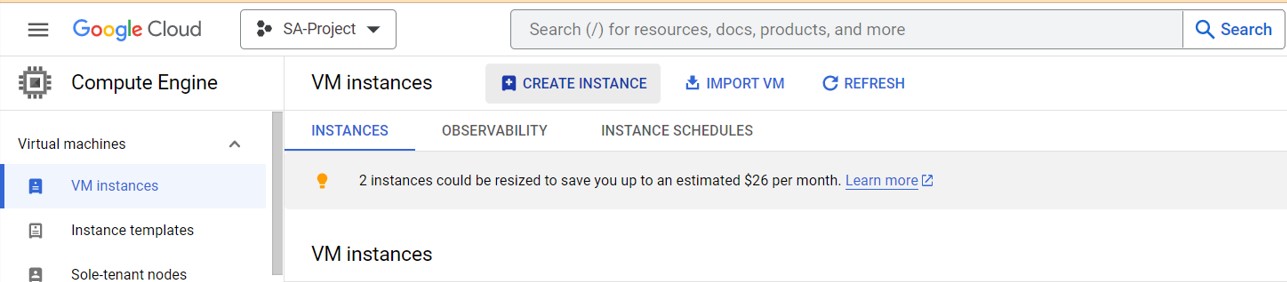 Google Cloud SA-Project Search (/) for resources, docs, products, and more Search
Compute Engine VM instances CREATE INSTANCE IMPORT VM REFRESH
INSTANCES OBSERVABILITY INSTANCE SCHEDULES
Virtual machines
VM instances
Instance templates
Sole-tenant nodes
2 instances could be resized to save you up to an estimated $26 per month. Learn more
VM instances